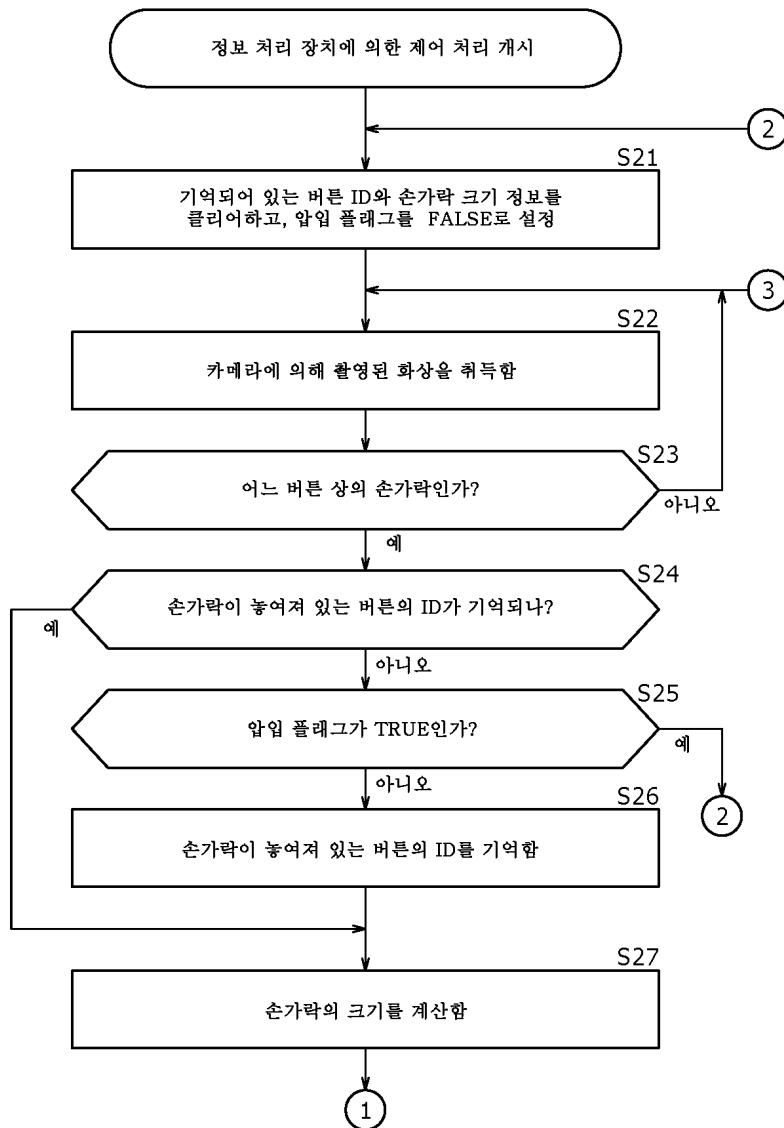 정보 처리 장치에 의한 제어 처리 개시
2
S21
기억되어 있는 버튼 ID와 손가락 크기 정보를
클리어하고, 압입 플래그를 FALSE로 설정
3
S22
카메라에 의해 촬영된 화상을 취득함
S23
어느 버튼 상의 손가락인가?
아니오
예
S24
손가락이 놓여져 있는 버튼의 ID가 기억되나?
예
아니오
S25
압입 플래그가 TRUE인가?
예
아니오
2
S26
손가락이 놓여져 있는 버튼의 ID를 기억함
S27
손가락의 크기를 계산함
1